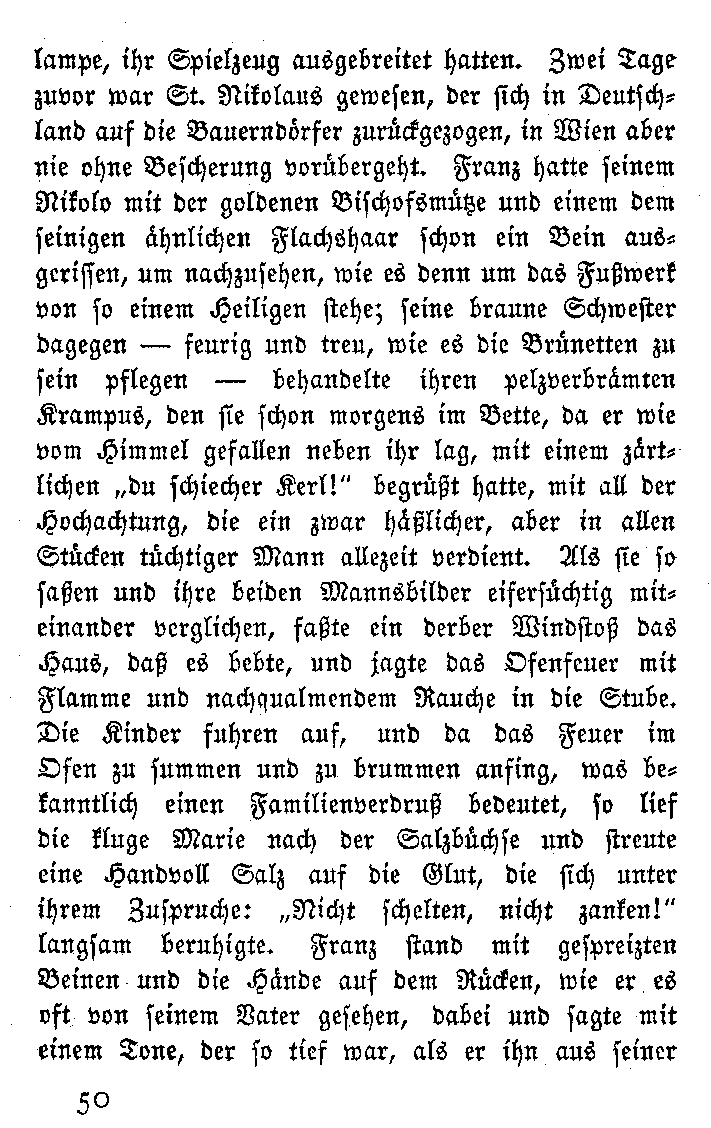 lampe, ihr Spielzeug ausgebreitet hatten. Zwei Tage
zuvor war St. Nikolaus gewesen, der sich in Deutsch-
land auf die Bauerndörfer zurückgezogen, in Wien aber
nie ohne Bescherung vorübergeht. Franz hatte seinem
Nikolo mit der goldenen Bischofsmütze und einem dem
seinigen ähnlichen Flachshaar schon ein Bein aus-
gerissen, um nachzusehen, wie es denn um das Fußwerk
von so einem Heiligen stehe; seine braune Schwester
dagegen — feurig und treu, wie es die Brünetten zu
sein pflegen — behandelte ihren pelzverbrämten
Krampus, den sie schon morgens im Bette, da er wie
vom Himmel gefallen neben ihr lag, mit einem zärt-
lichen „du schiecher Kerl!“ begrüßt hatte, mit all der
Hochachtung, die ein zwar häßlicher, aber in allen
Stücken tüchtiger Mann allezeit verdient. Als sie so
saßen und ihre beiden Mannsbilder eifersüchtig mit-
einander verglichen, faßte ein derber Windstoß das
Haus, daß es bebte, und jagte das Ofenfeuer mit
Flamme und nachqualmendem Rauche in die Stube.
Die Kinder fuhren auf, und da das Feuer im
Ofen zu summen und zu brummen anfing, was be-
kanntlich einen Familienverdruß bedeutet, so lief
die kluge Marie nach der Salzbüchse und streute
eine Handvoll Salz auf die Glut, die sich unter
ihrem Zuspruche: „Nicht schelten, nicht zanken!“
langsam beruhigte. Franz stand mit gespreizten
Beinen und die Hände auf dem Rücken, wie er es
oft von seinem Vater gesehen, dabei und sagte mit
einem Tone, der so tief war, als er ihn aus seiner
50